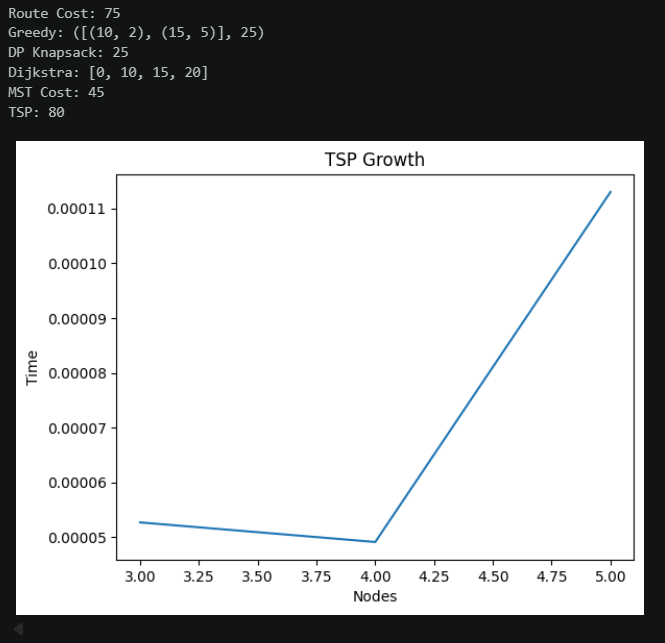 Route Cost: 75
Greedy: ([(10, 2), (15, 5)], 25)
DP Knapsack: 25
Dijkstra: [0, 10, 15, 20]
MST Cost: 45
TSP: 80
TSP Growth
0.00011
0.00010
0.00009
0.00008
0.00007
0.00006
0.00005
Time
3.00 3.25 3.50 3.75 4.00 4.25 4.50 4.75 5.00
Nodes